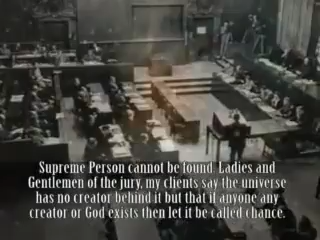 Supreme Person cannot be found. Ladies and
Gentlemen of the jury, my clients say the universe
has no creator behind it but that if anyone any
creator or God exists then let it be called chance.